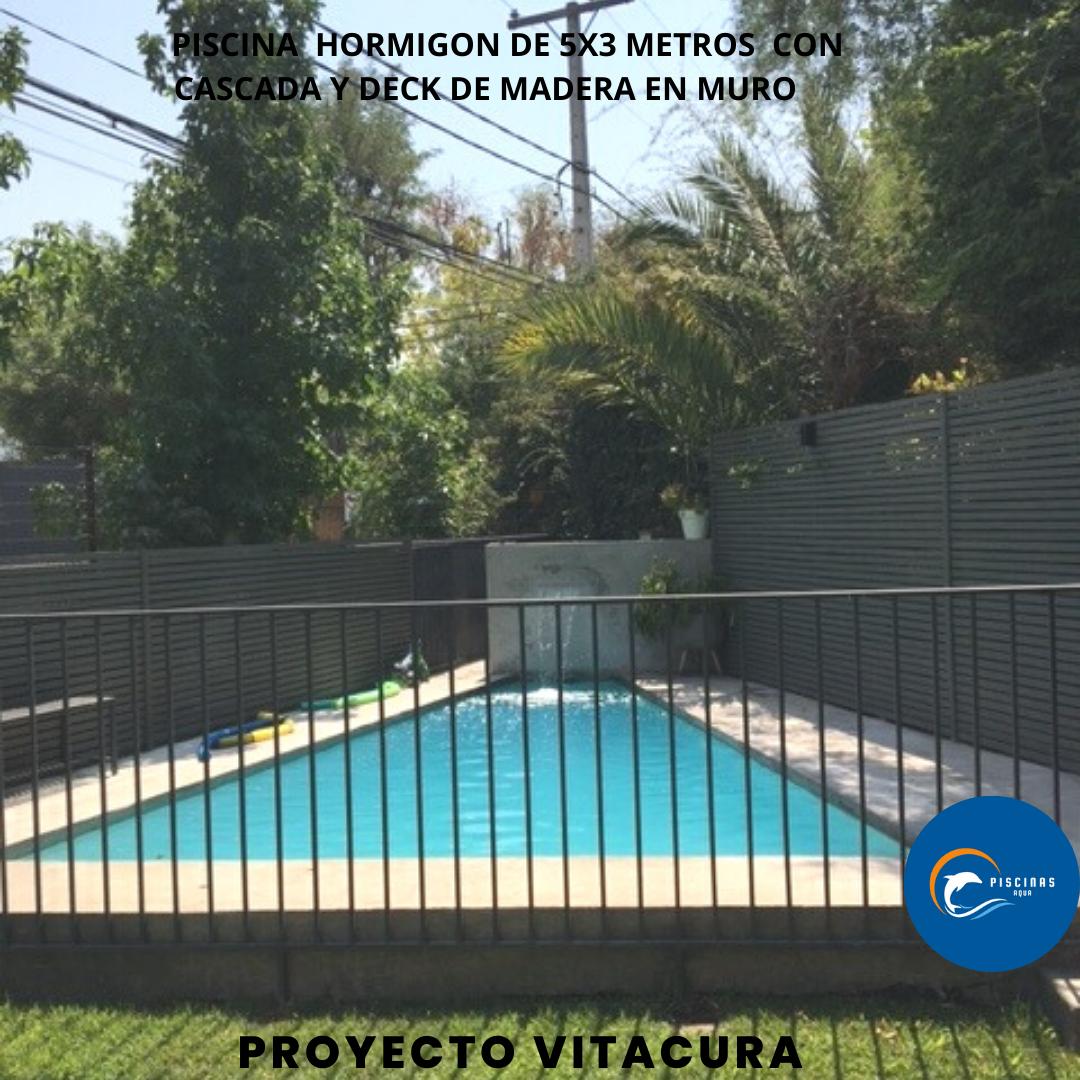 PISCINA HORMIGON DE 5X3 METROS CON
CASCADA Y DECK DE MADERA EN MURO
PISCINAS
AQUA
PROYECTO VITACURA